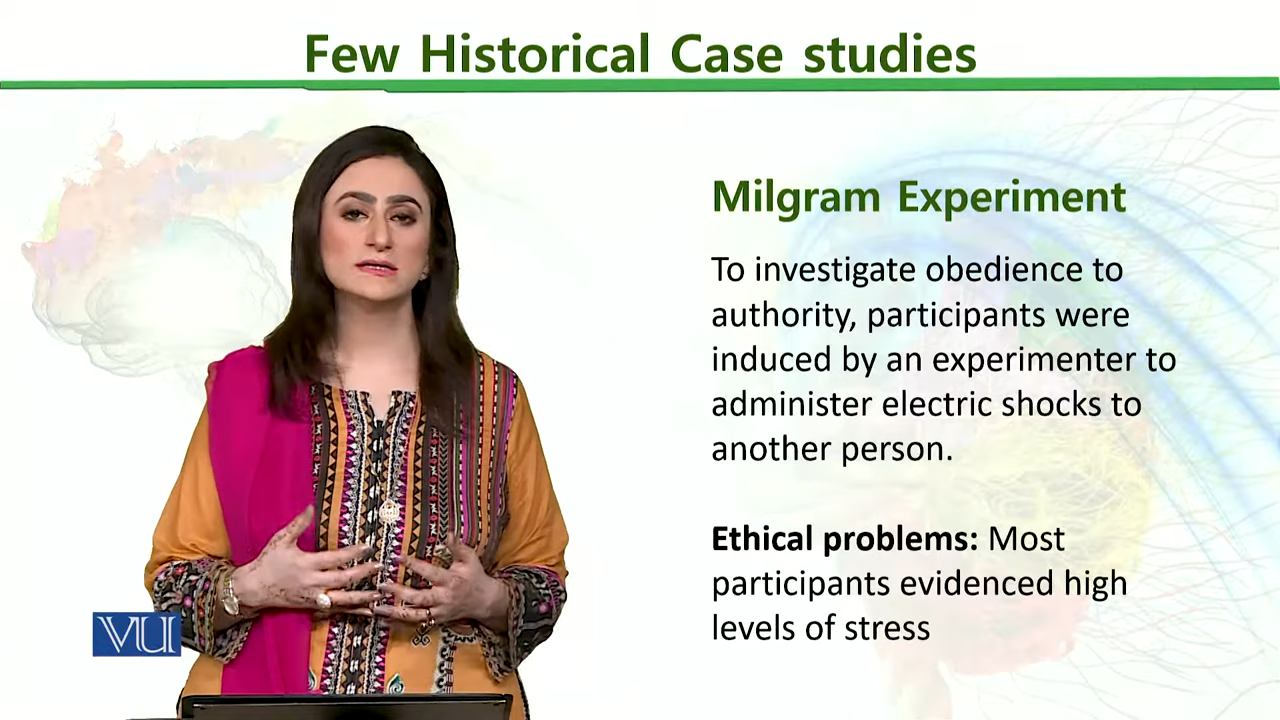 Few Historical Case studies
Milgram Experiment
To investigate obedience to
authority, participants were
induced by an experimenter to
administer electric shocks to
another person.
Ethical problems: Most
participants evidenced high
levels of stress
VU